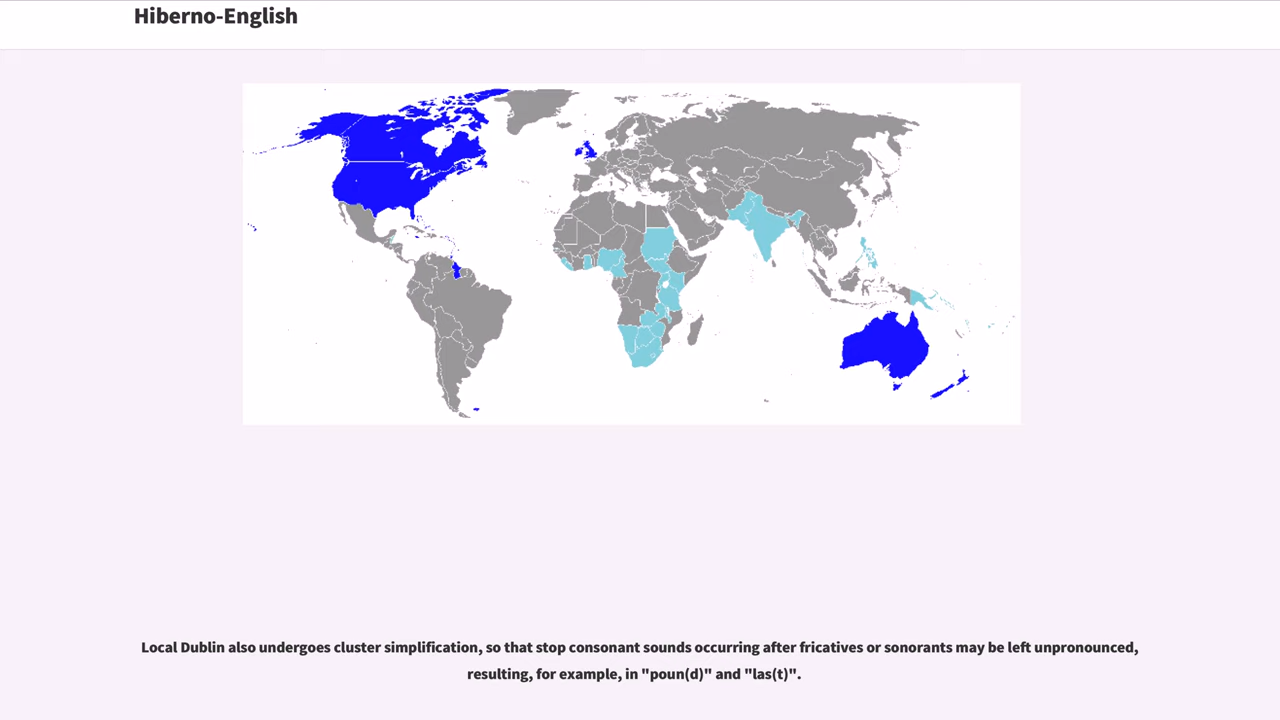 Hiberno-English
Local Dublin also undergoes cluster simplification, so that stop consonant sounds occurring after fricatives or sonorants may be left unpronounced,
resulting, for example, in "poun(d)" and "las(t)".